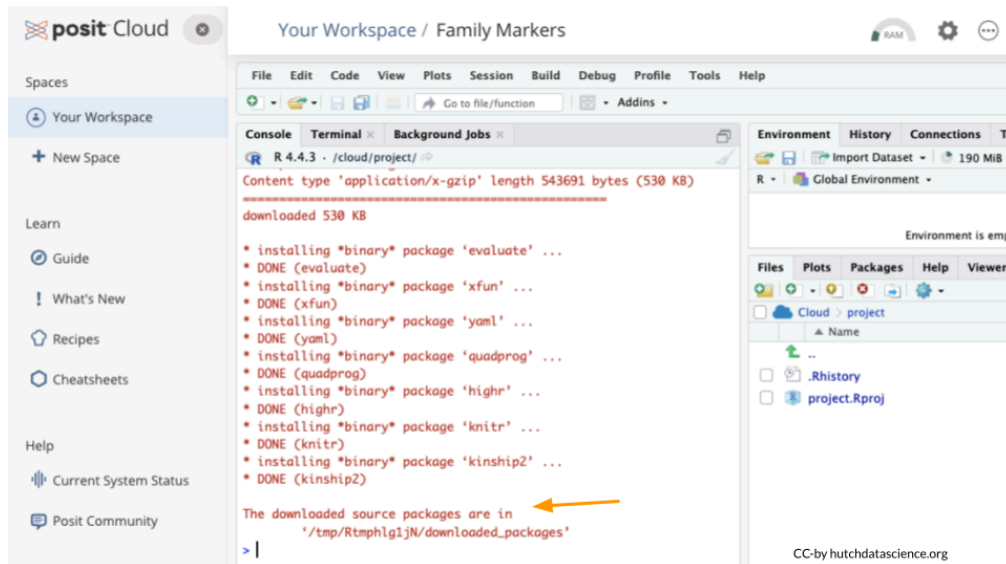 posit Cloud
Your Workspace / Family Markers
RAM
Spaces
Your Workspace
New Space
Learn
Guide
What's New
Recipes
Cheatsheets
Help
Current System Status
Posit Community
File Edit Code View Plots Session Build Debug Profile Tools Help
Go to file/function
Addins
Console Terminal Background Jobs
R 4.4.3 · /cloud/project/
Content type 'application/x-gzip' length 543691 bytes (530 KB)
==================================================
downloaded 530 KB
* installing *binary* package ‘evaluate’ ...
* DONE (evaluate)
* installing *binary* package ‘xfun’ ...
* DONE (xfun)
* installing *binary* package ‘yaml’ ...
* DONE (yaml)
* installing *binary* package ‘quadprog’ ...
* DONE (quadprog)
* installing *binary* package ‘highr’ ...
* DONE (highr)
* installing *binary* package ‘knitr’ ...
* DONE (knitr)
* installing *binary* package ‘kinship2’ ...
* DONE (kinship2)
The downloaded source packages are in
‘/tmp/Rtmphlg1jN/downloaded_packages’
>
Environment History Connections T
Import Dataset 190 MiB
R Global Environment
Environment is em
Files Plots Packages Help Viewer
Cloud > project
Name
..
.Rhistory
project.Rproj
CC-by hutchdatascience.org